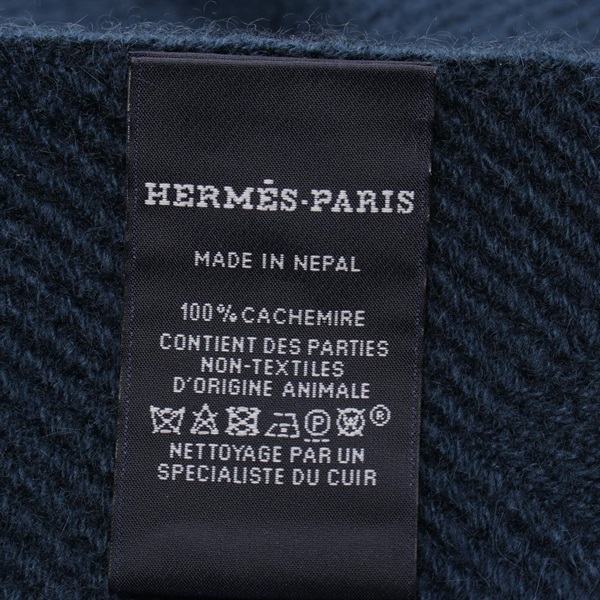 HERMĒS-PARIS
MADE IN NEPAL
100% CACHEMIRE
CONTIENT DES PARTIES
NON-TEXTILES
D'ORIGINE ANIMALE
P W ®
NETTOYAGE PAR UN
SPECIALISTE DU CUIR